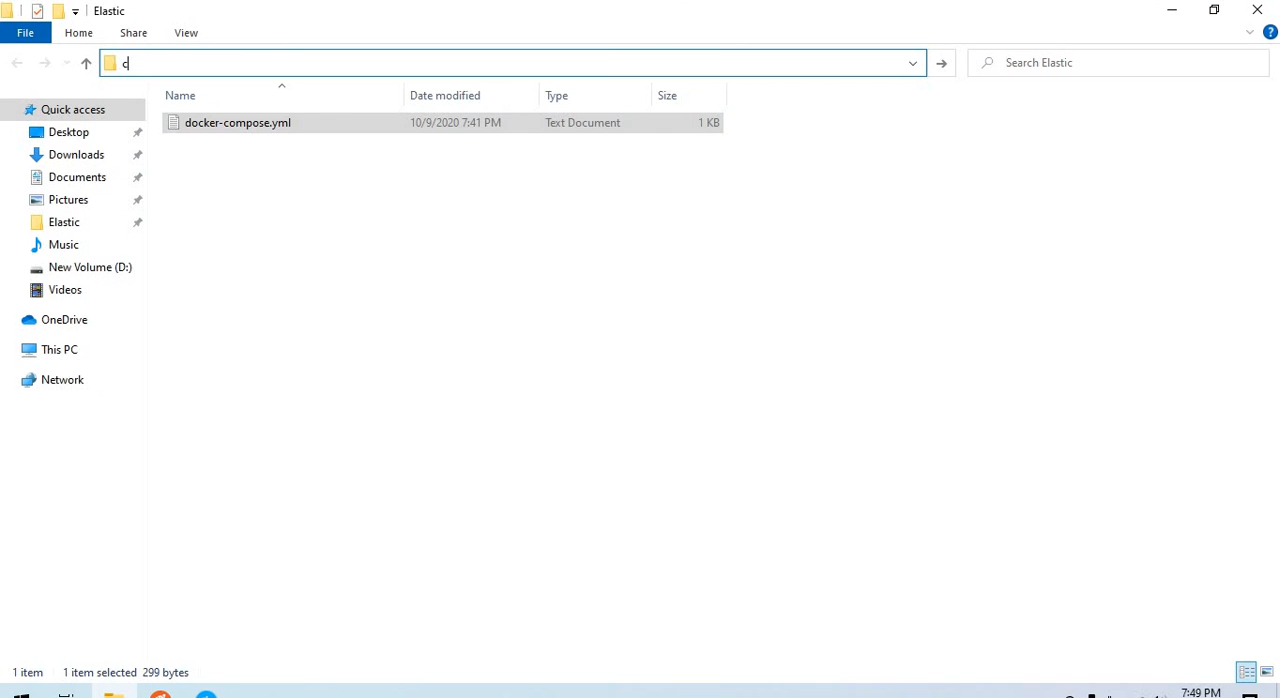 Elastic
File Home Share View
c
Search Elastic
Name Date modified Type Size
docker-compose.yml 10/9/2020 7:41 PM Text Document 1 KB
Quick access
Desktop
Downloads
Documents
Pictures
Elastic
Music
New Volume (D:)
Videos
OneDrive
This PC
Network
1 item 1 item selected 299 bytes
7:49 PM